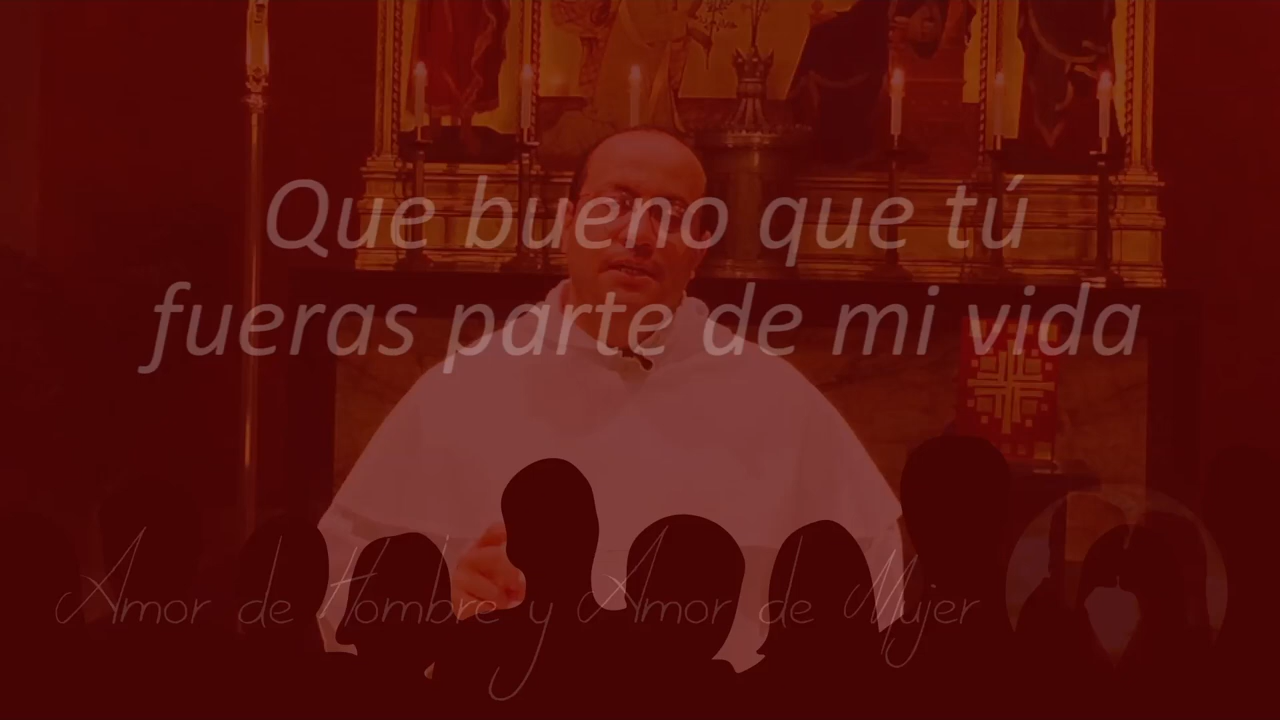 Que bueno que tú
fueras parte de mi vida
Amor de Hombre y Amor de Mujer